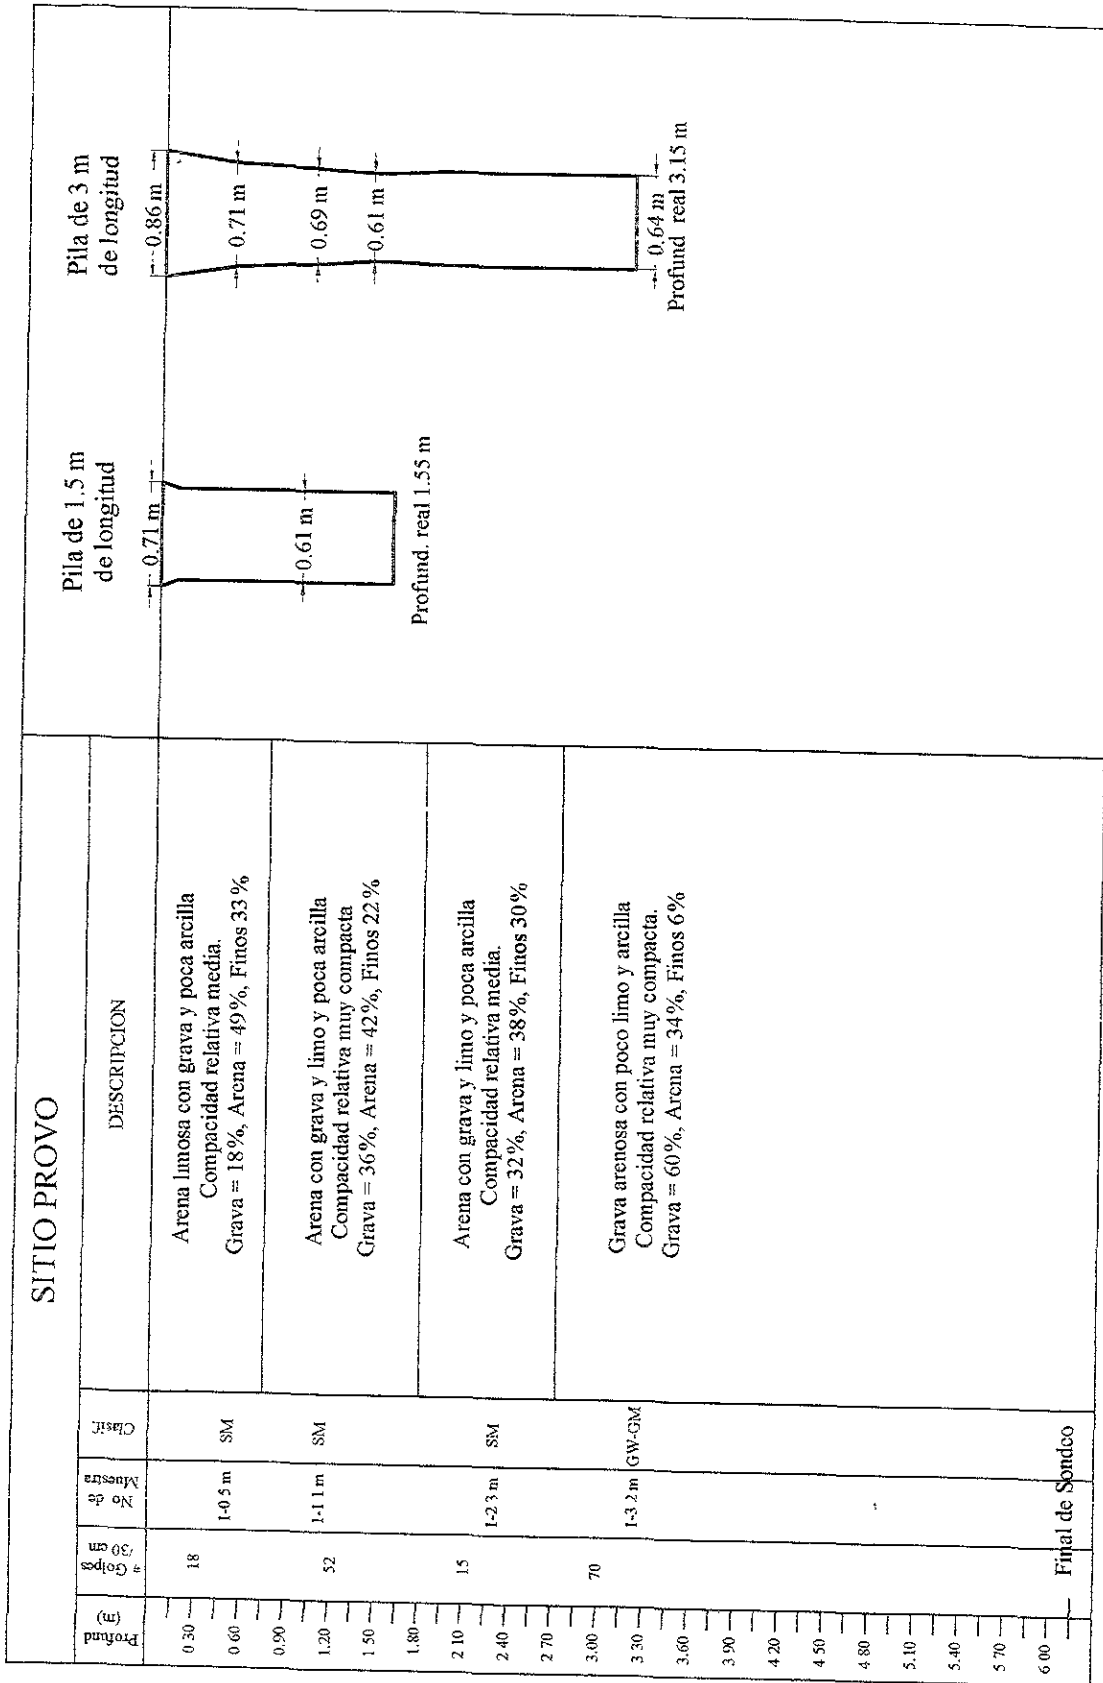 SITIO PROVO
Profund
(m)
# Golpes
/30 cm
No de
Muestra
Clasif.
DESCRIPCION
0 30
0 60
0.90
1.20
1 50
1.80
2 10
2 40
2 70
3.00
3 30
3.60
3 90
4 20
4 50
4 80
5.10
5.40
5 70
6 00
18
52
15
70
1-0 5 m
1-1 1 m
1-2 3 m
1-3.2 m
SM
SM
SM
GW-GM
Arena limosa con grava y poca arcilla
Compacidad relativa media.
Grava = 18%, Arena = 49%, Finos 33%
Arena con grava y limo y poca arcilla
Compacidad relativa muy compacta
Grava = 36%, Arena = 42%, Finos 22%
Arena con grava y limo y poca arcilla
Compacidad relativa media.
Grava = 32%, Arena = 38%, Finos 30%
Grava arenosa con poco limo y arcilla
Compacidad relativa muy compacta.
Grava = 60%, Arena = 34%, Finos 6%
Final de Sondeo
Pila de 1.5 m
de longitud
0.71 m
0.61 m
Profund. real 1.55 m
Pila de 3 m
de longitud
0.86 m
0.71 m
0.69 m
0.61 m
0.64 m
Profund real 3.15 m